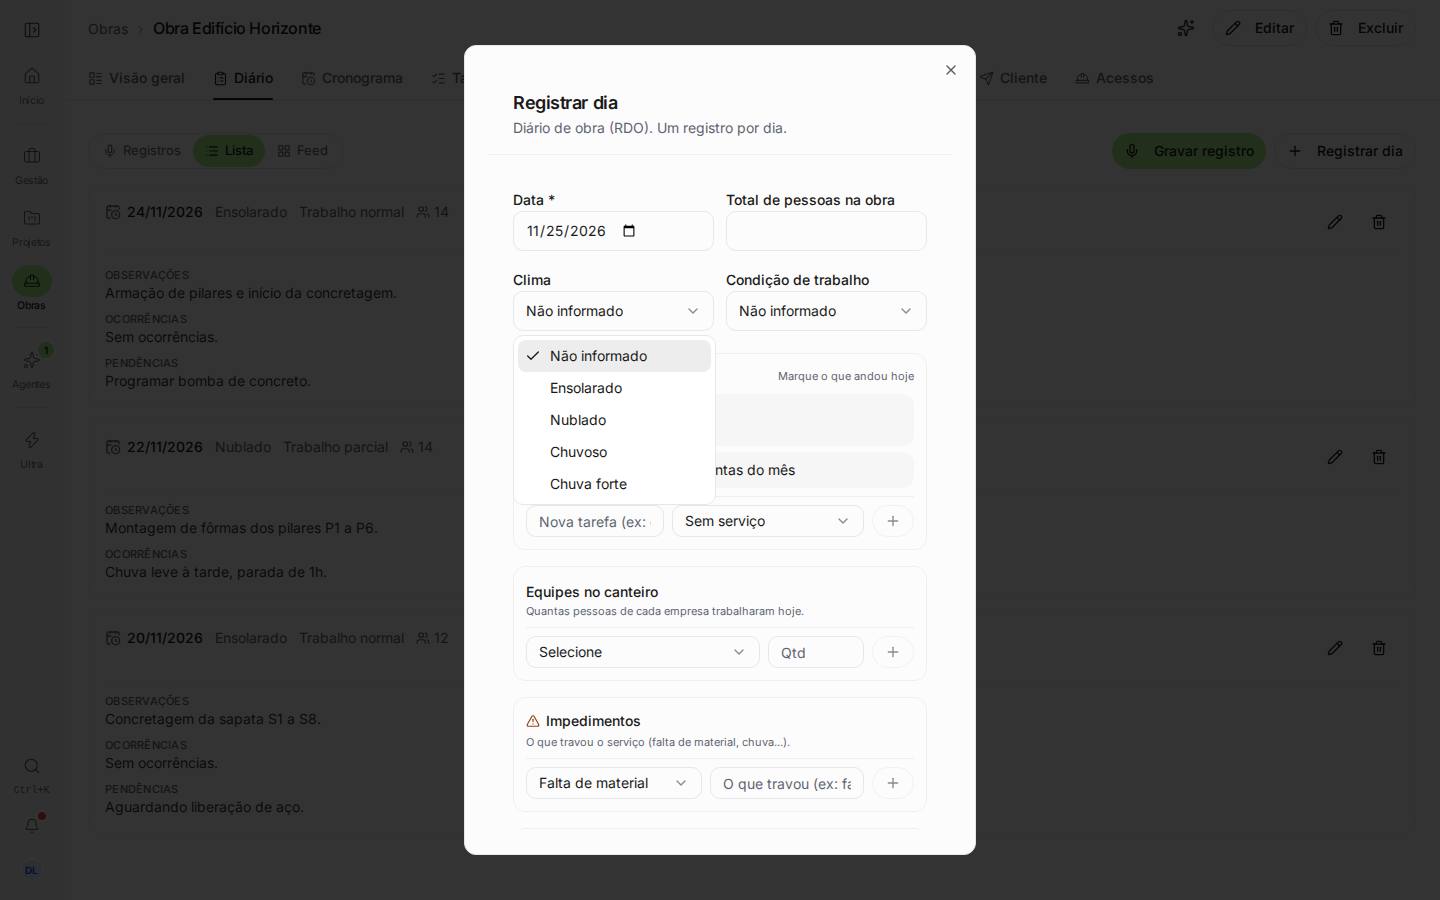 Obras > Obra Edifício Horizonte
Editar
Excluir
Visão geral
Diário
Cronograma
Cliente
Acessos
Início
Gestão
Projetos
Obras
1
Agentes
Ultra
Ctrl+K
DL
Registros
Lista
Feed
Gravar registro
Registrar dia
24/11/2026 Ensolarado Trabalho normal 14
OBSERVAÇÕES
Armação de pilares e início da concretagem.
OCORRÊNCIAS
Sem ocorrências.
PENDÊNCIAS
Programar bomba de concreto.
22/11/2026 Nublado Trabalho parcial 14
OBSERVAÇÕES
Montagem de fôrmas dos pilares P1 a P6.
OCORRÊNCIAS
Chuva leve à tarde, parada de 1h.
20/11/2026 Ensolarado Trabalho normal 12
OBSERVAÇÕES
Concretagem da sapata S1 a S8.
OCORRÊNCIAS
Sem ocorrências.
PENDÊNCIAS
Aguardando liberação de aço.
Registrar dia
Diário de obra (RDO). Um registro por dia.
Data *
Total de pessoas na obra
11/25/2026
Clima
Condição de trabalho
Não informado
Não informado
Não informado
Ensolarado
Nublado
Chuvoso
Chuva forte
Marque o que andou hoje
ntas do mês
Nova tarefa (ex:
Sem serviço
Equipes no canteiro
Quantas pessoas de cada empresa trabalharam hoje.
Selecione
Qtd
Impedimentos
O que travou o serviço (falta de material, chuva...).
Falta de material
O que travou (ex: fa